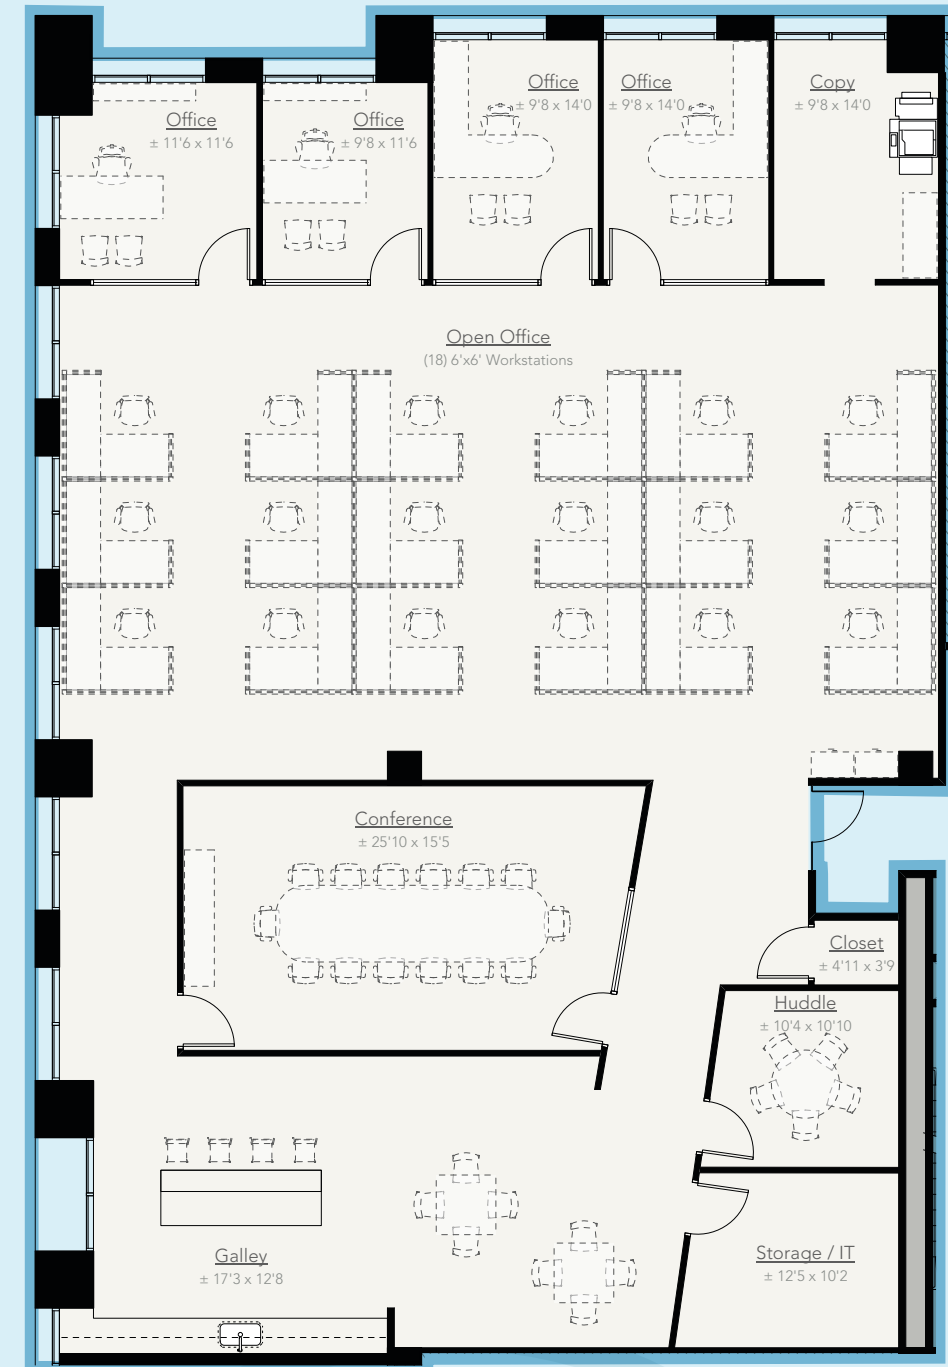 Office
± 11'6 x 11'6
Office
± 9'8 x 11'6
Office
± 9'8 x 14'0
Office
± 9'8 x 14'0
Copy
± 9'8 x 14'0
Open Office
(18) 6'x6' Workstations
Conference
± 25'10 x 15'5
Closet
± 4'11 x 3'9
Huddle
± 10'4 x 10'10
Galley
± 17'3 x 12'8
Storage / IT
± 12'5 x 10'2